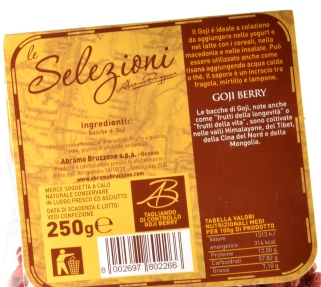 le Selezioni
Il Goji è ideale a colazione
da aggiungere nello yogurt e
nel latte con i cereali, nella
macedonia e nelle insalate. Può
essere utilizzato anche come
tisana aggiungendo acqua calda
o thè. Il sapore è un incrocio tra
fragola, mirtillo e lampone.
GOJI BERRY
Le bacche di Goji, note anche
come "frutti della longevità" o
"frutti della vita", sono coltivate
nelle valli Himalayane, del Tibet,
della Cina del Nord e della
Mongolia.
Ingredienti:
Bacche di Goji
Abramo Bruzzone s.p.a. - Genova
www.abramobruzzone.com
MERCE SOGGETTA A CALO
NATURALE CONSERVARE
IN LUOGO FRESCO ED ASCIUTTO
DATA DI SCADENZA E LOTTO:
VEDI CONFEZIONE
250g e
AB
TAGLIANDO
DI CONTROLLO
GOJI BERRY
8 002697 802266
TABELLA VALORI
NUTRIZIONALI MEDI
PER 100g DI PRODOTTO
Valore
energetico 314 kcal
Proteine
Carboidrati 57,82 g
Grassi